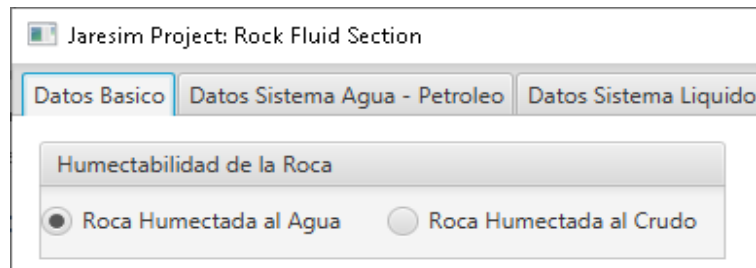 Jaresim Project: Rock Fluid Section
Datos Basico Datos Sistema Agua - Petroleo Datos Sistema Liquido
Humectabilidad de la Roca
Roca Humectada al Agua Roca Humectada al Crudo